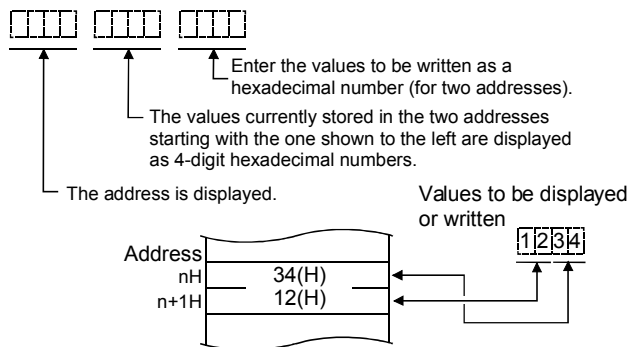 Enter the values to be written as a
hexadecimal number (for two addresses).
The values currently stored in the two addresses
starting with the one shown to the left are displayed
as 4-digit hexadecimal numbers.
The address is displayed.
Values to be displayed
or written
1234
Address
nH 34(H)
n+1H 12(H)